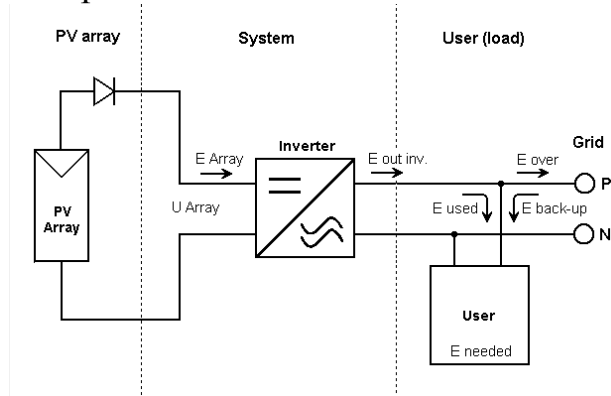 PV array
System
User (load)
Inverter
Grid
E Array
E out inv.
E over
P
U Array
E used
E back-up
PV
Array
N
User
E needed